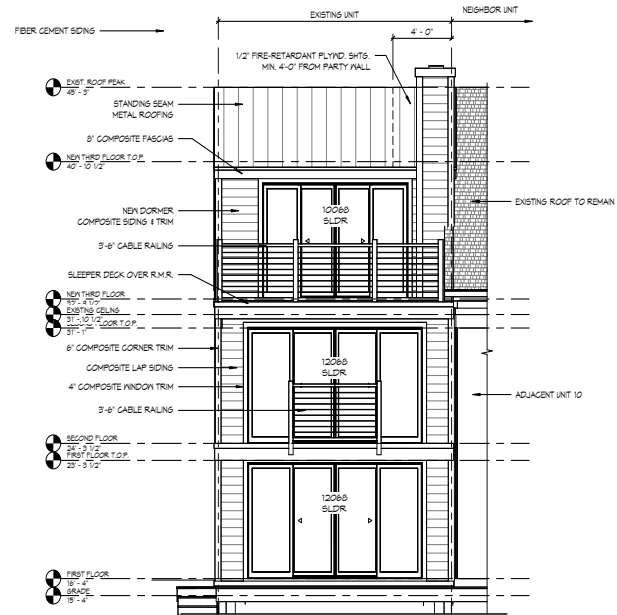 EXISTING UNIT
NEIGHBOR UNIT
FIBER CEMENT SIDING
4' - 0"
1/2" FIRE-RETARDANT PLYWD. SHTG.
MIN. 4'-0" FROM PARTY WALL
EXIST. ROOF PEAK
45' - 5"
STANDING SEAM
METAL ROOFING
8" COMPOSITE FASCIAS
NEW THIRD FLOOR T.O.P.
40' - 10 1/2"
10068
SLDR
EXISTING ROOF TO REMAIN
NEW DORMER
COMPOSITE SIDING & TRIM
3'-6" CABLE RAILING
SLEEPER DECK OVER R.M.R.
NEW THIRD FLOOR
EXISTING CEILING
31' - 10 1/2"
FLOOR T.O.P.
31' - 1"
6" COMPOSITE CORNER TRIM
COMPOSITE LAP SIDING
12068
SLDR
4" COMPOSITE WINDOW TRIM
ADJACENT UNIT 10
3'-6" CABLE RAILING
SECOND FLOOR
24' - 3 1/2"
FIRST FLOOR T.O.P.
23' - 3 1/2"
12068
SLDR
FIRST FLOOR
16' - 4"
GRADE
15' - 4"